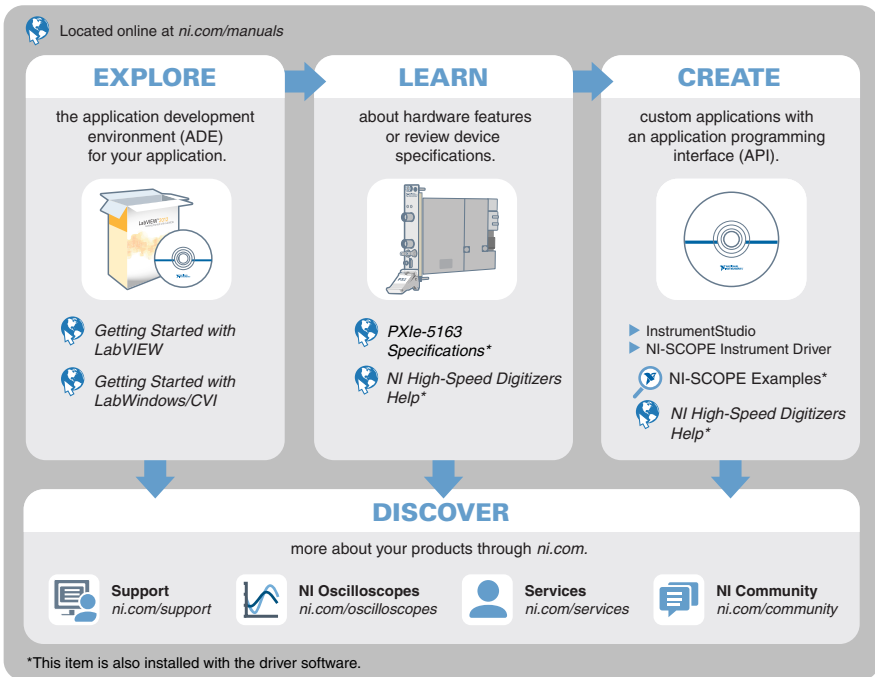 Located online at ni.com/manuals
EXPLORE
the application development
environment (ADE)
for your application.
LabVIEW
Getting Started with
LabVIEW
Getting Started with
LabWindows/CVI
LEARN
about hardware features
or review device
specifications.
PXIe-5163
Specifications*
NI High-Speed Digitizers
Help*
CREATE
custom applications with
an application programming
interface (API).
InstrumentStudio
NI-SCOPE Instrument Driver
NI-SCOPE Examples*
NI High-Speed Digitizers
Help*
DISCOVER
more about your products through ni.com.
Support
ni.com/support
NI Oscilloscopes
ni.com/oscilloscopes
Services
ni.com/services
NI Community
ni.com/community
*This item is also installed with the driver software.